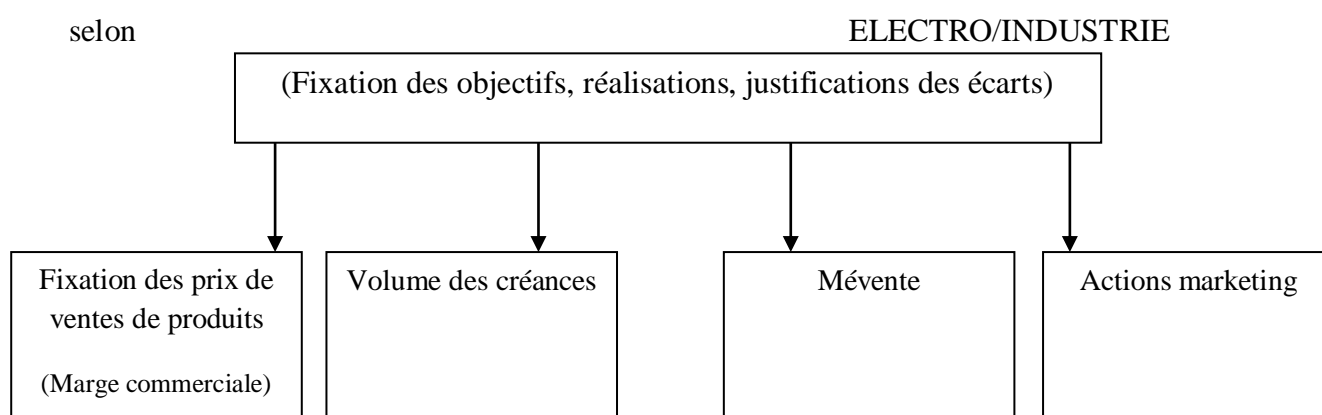 selon ELECTRO/INDUSTRIE
(Fixation des objectifs, réalisations, justifications des écarts)
Fixation des prix de
ventes de produits
(Marge commerciale)
Volume des créances
Mévente
Actions marketing